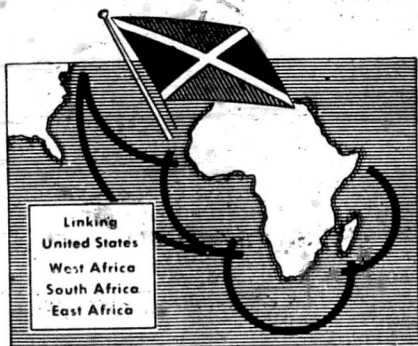 Linking
United States
West Africa
South Africa
East Africa